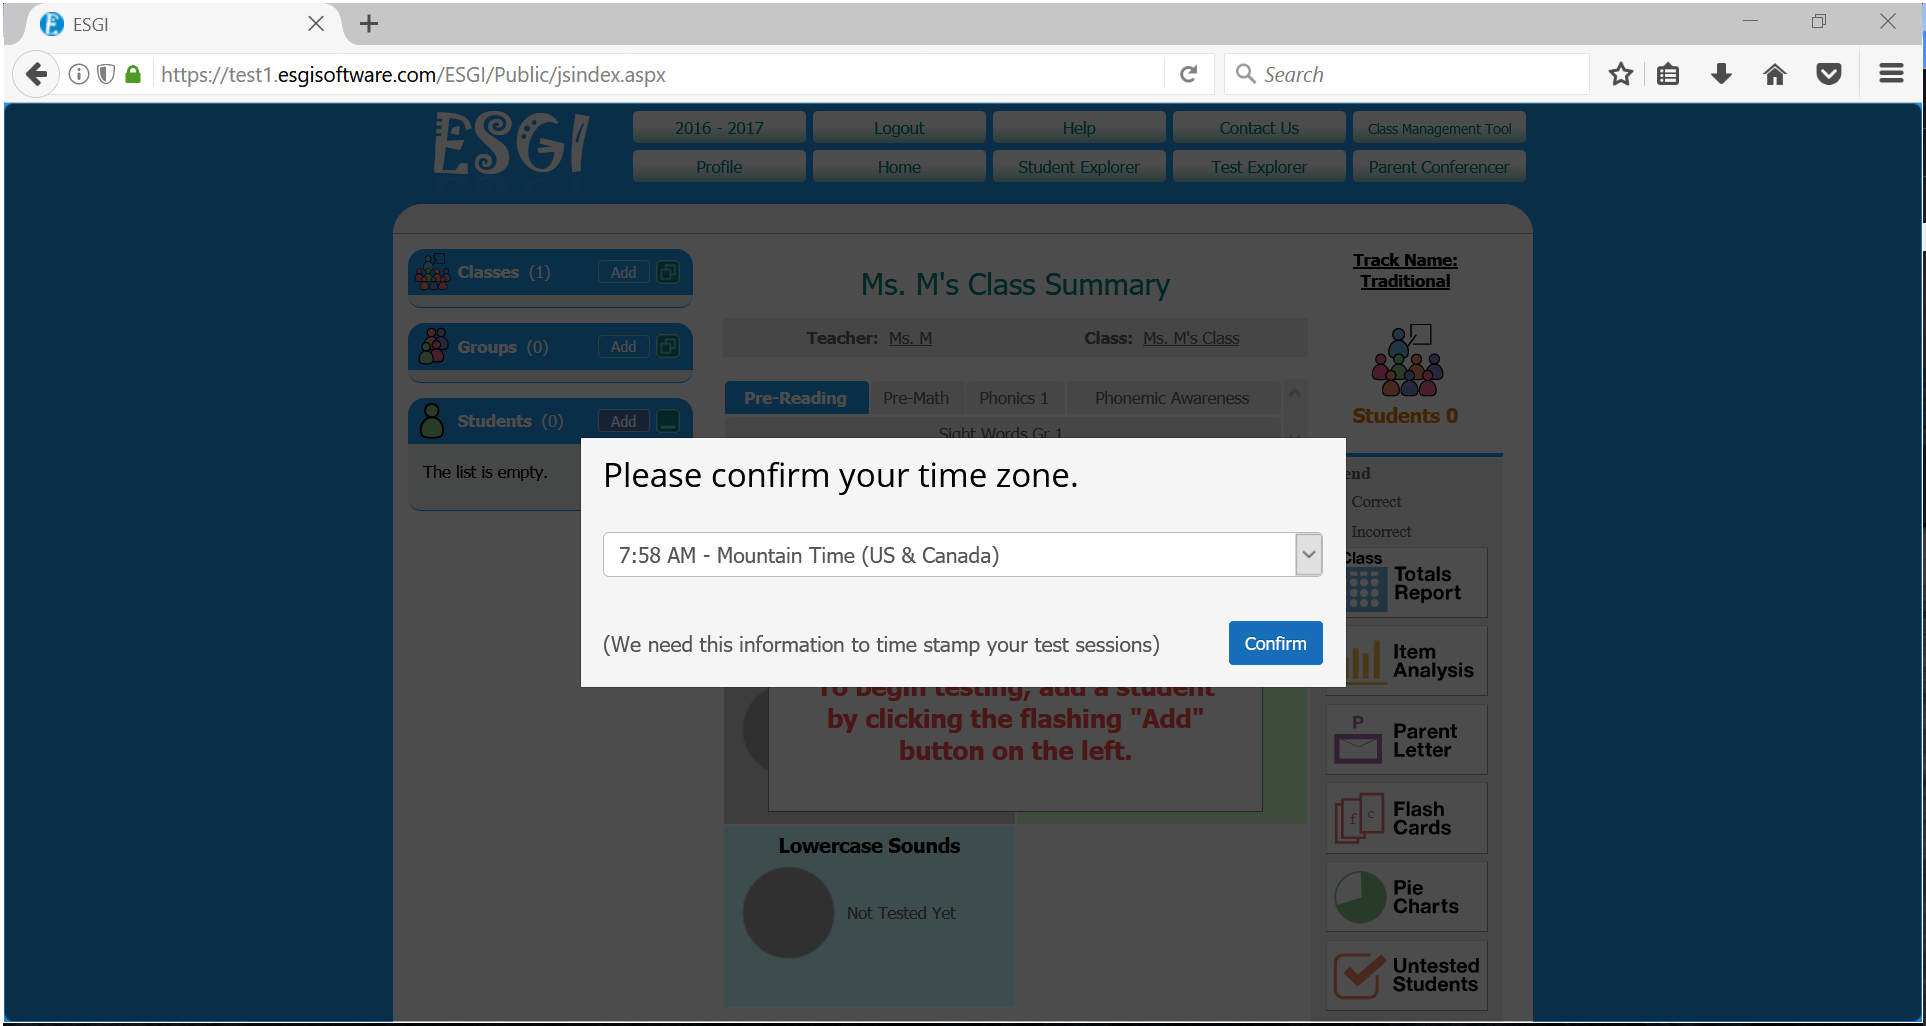 ESGI
https://test1.esgisoftware.com/ESGI/Public/jsindex.aspx
Search
ESGI
2016 - 2017
Logout
Help
Contact Us
Class Management Tool
Profile
Home
Student Explorer
Test Explorer
Parent Conferencer
Classes (1)
Add
Groups (0)
Add
Students (0)
Add
The list is empty.
Ms. M's Class Summary
Teacher: Ms. M
Class: Ms. M's Class
Pre-Reading
Pre-Math
Phonics 1
Phonemic Awareness
Sight Words Gr 1
Track Name:
Traditional
Students 0
Please confirm your time zone.
7:58 AM - Mountain Time (US & Canada)
(We need this information to time stamp your test sessions)
Confirm
To begin testing, add a student
by clicking the flashing "Add"
button on the left.
Lowercase Sounds
Not Tested Yet
end
Correct
Incorrect
Class
Totals
Report
Item
Analysis
P
Parent
Letter
f c
Flash
Cards
Pie
Charts
Untested
Students